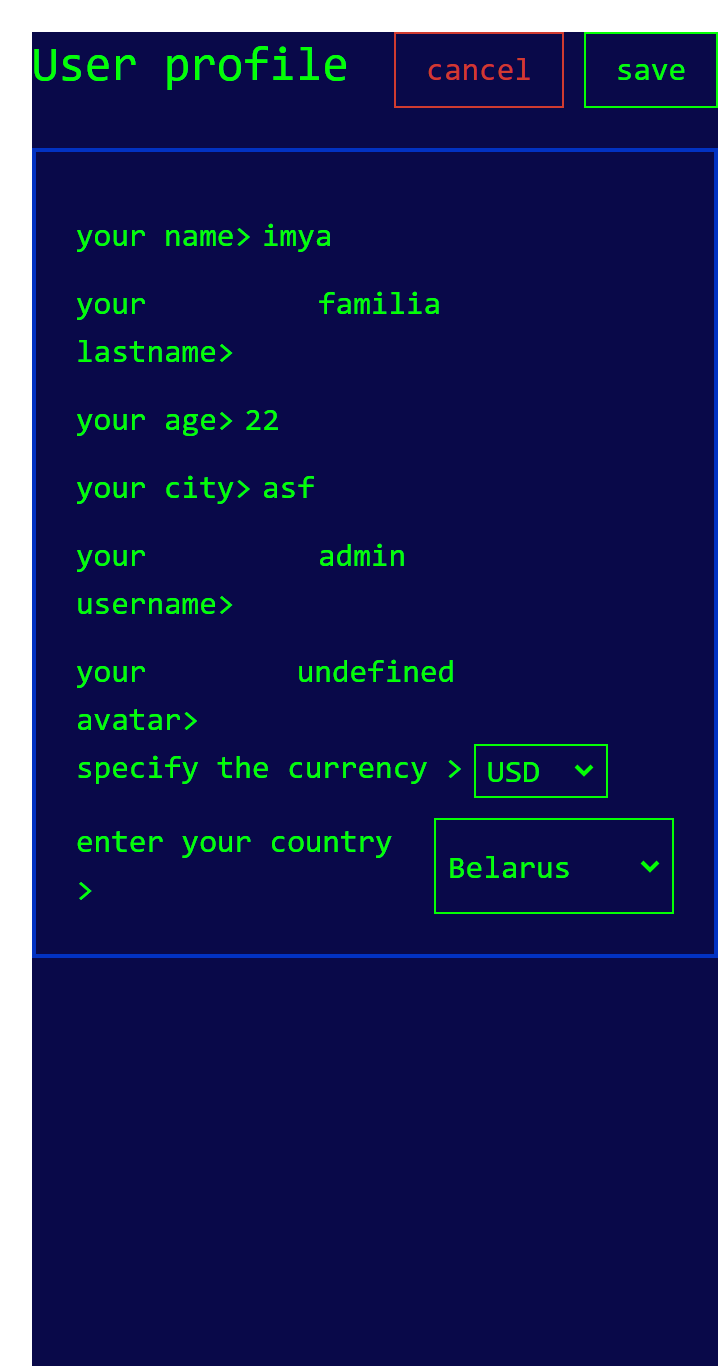 User profile cancel save
your name> imya
your familia
lastname>
your age> 22
your city> asf
your admin
username>
your undefined
avatar>
specify the currency > USD
enter your country
> Belarus